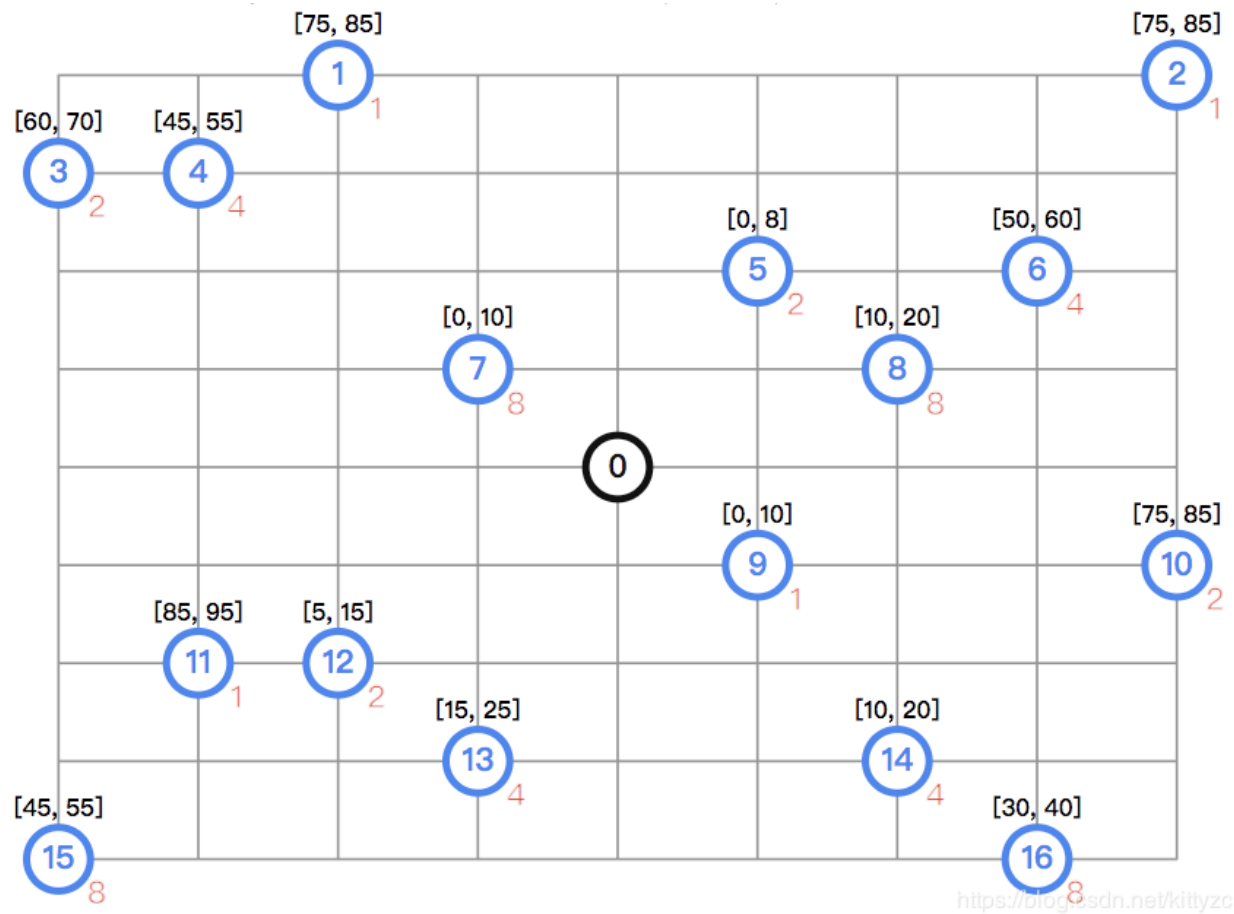 [75, 85] [75, 85]
1 2
1 1
[60, 70] [45, 55]
3 4
2 4
[0, 8] [50, 60]
5 6
2 4
[0, 10] [10, 20]
7 8
8 8
0
[0, 10] [75, 85]
9 10
1 2
[85, 95] [5, 15]
11 12
1 2
[15, 25] [10, 20]
13 14
4 4
[45, 55] [30, 40]
15 16
8 8
https://blog.csdn.net/kittyzc